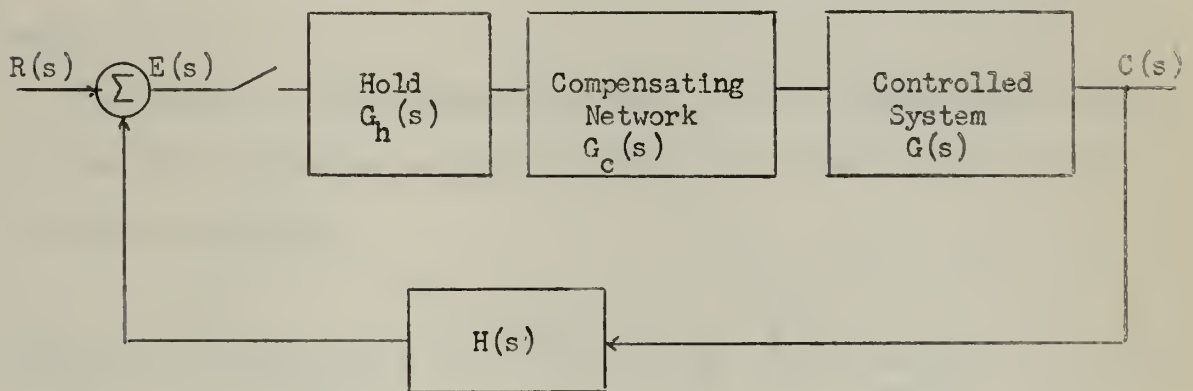 R(s)
Σ
E(s)
Hold
G_h(s)
Compensating
Network
G_c(s)
Controlled
System
G(s)
C(s)
H(s)